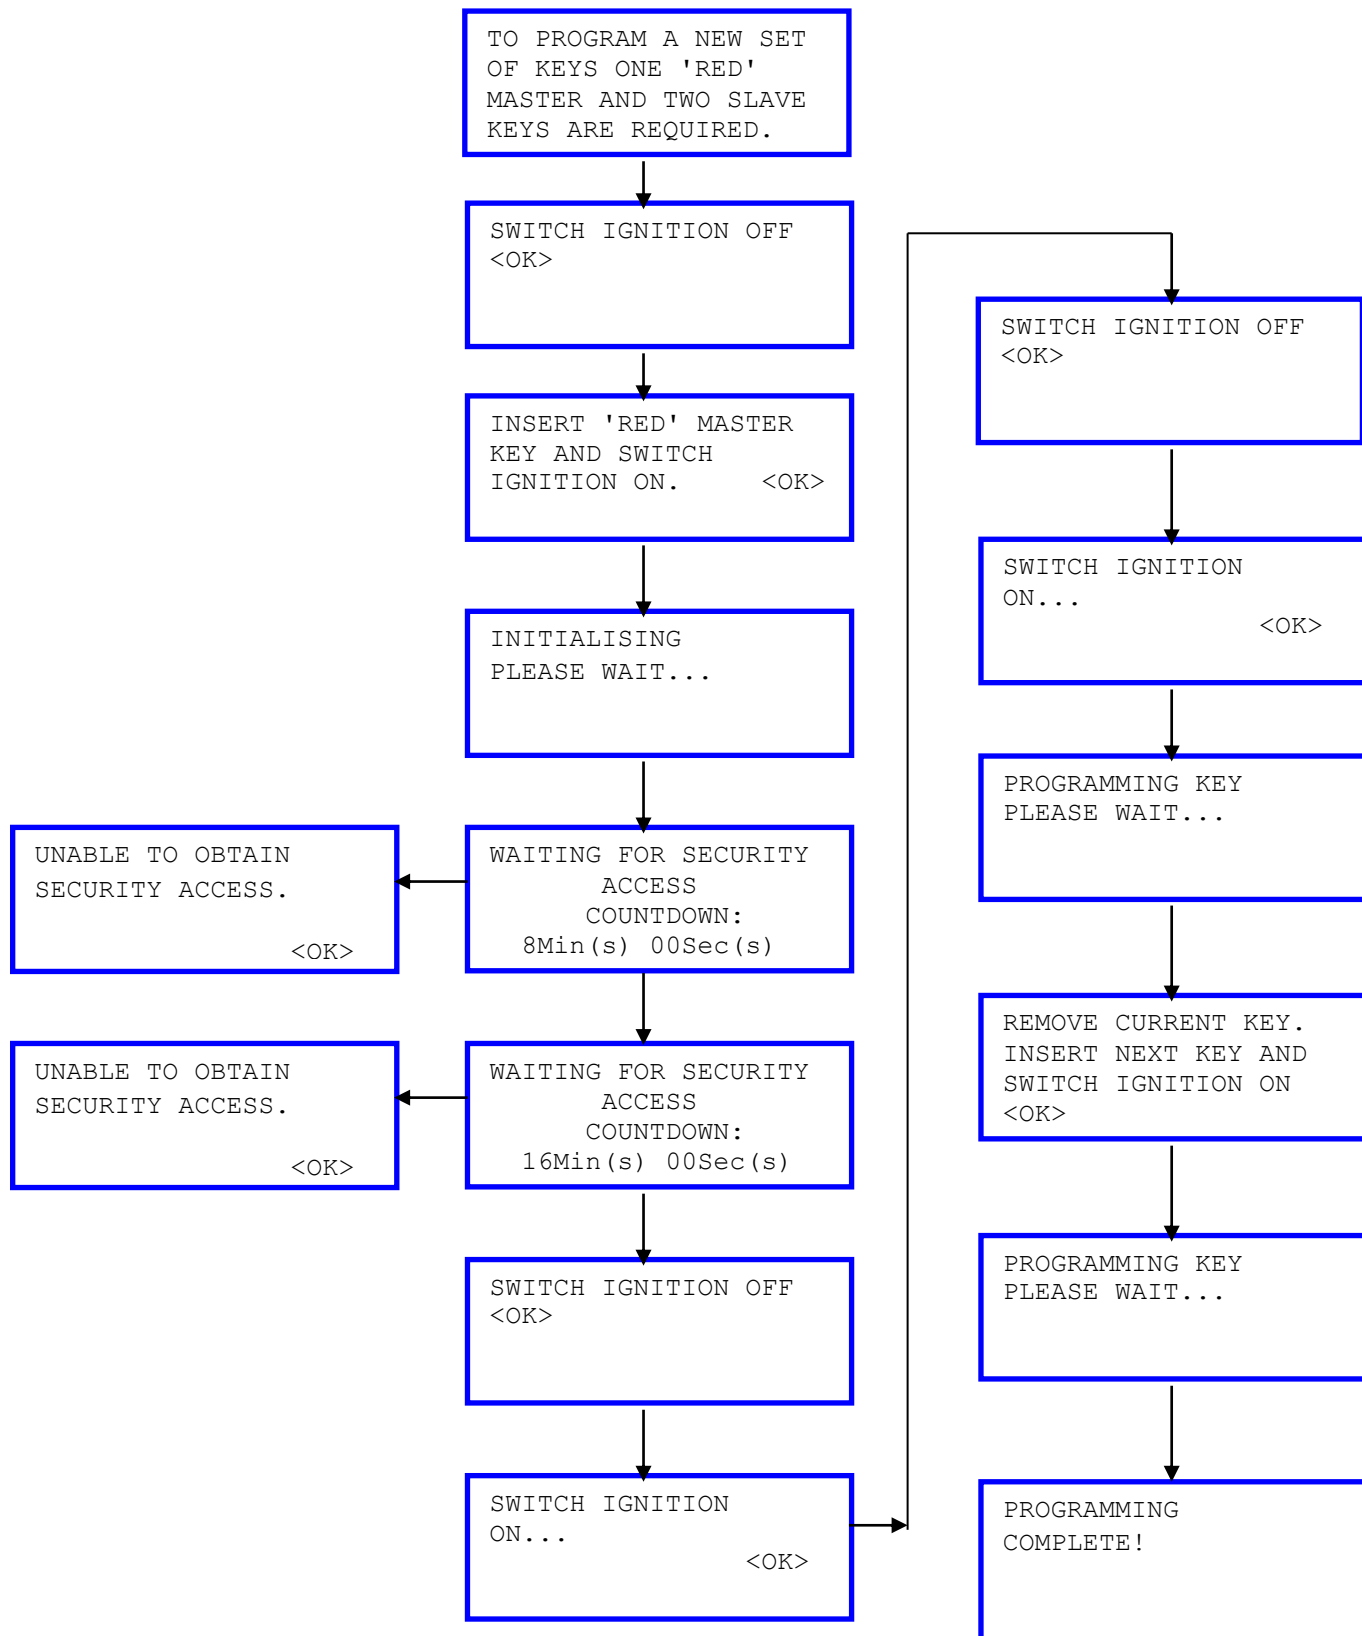 TO PROGRAM A NEW SET
OF KEYS ONE 'RED'
MASTER AND TWO SLAVE
KEYS ARE REQUIRED.
SWITCH IGNITION OFF
<OK>
INSERT 'RED' MASTER
KEY AND SWITCH
IGNITION ON. <OK>
INITIALISING
PLEASE WAIT...
WAITING FOR SECURITY
ACCESS
COUNTDOWN:
8Min(s) 00Sec(s)
UNABLE TO OBTAIN
SECURITY ACCESS.
<OK>
WAITING FOR SECURITY
ACCESS
COUNTDOWN:
16Min(s) 00Sec(s)
UNABLE TO OBTAIN
SECURITY ACCESS.
<OK>
SWITCH IGNITION OFF
<OK>
SWITCH IGNITION
ON...
<OK>
SWITCH IGNITION OFF
<OK>
SWITCH IGNITION
ON...
<OK>
PROGRAMMING KEY
PLEASE WAIT...
REMOVE CURRENT KEY.
INSERT NEXT KEY AND
SWITCH IGNITION ON
<OK>
PROGRAMMING KEY
PLEASE WAIT...
PROGRAMMING
COMPLETE!